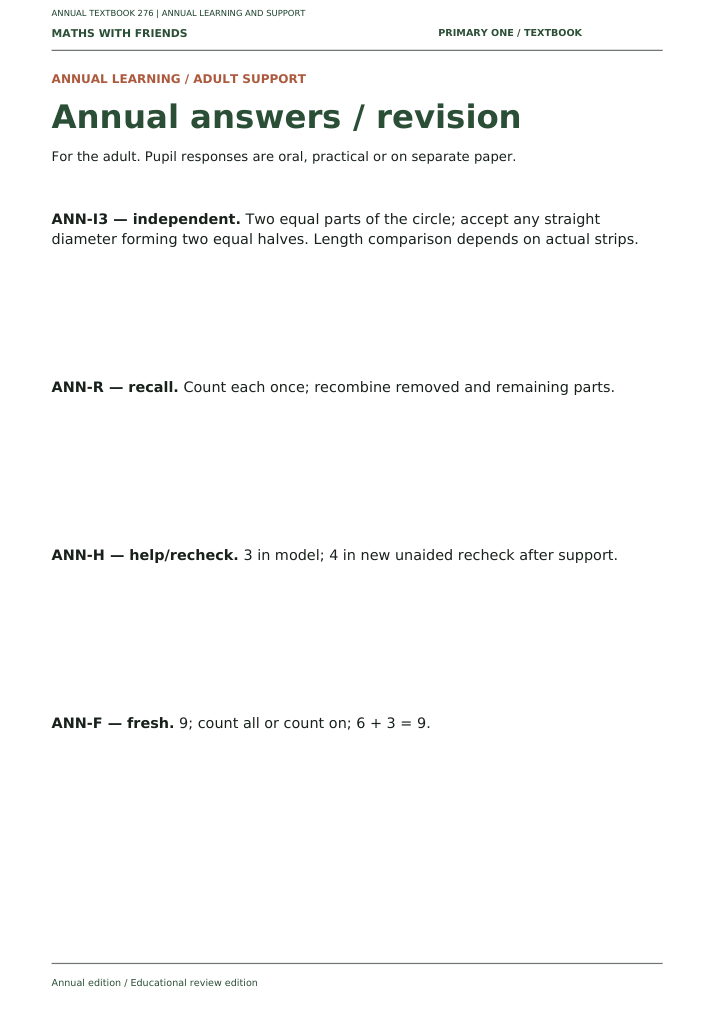 ANNUAL TEXTBOOK 276 | ANNUAL LEARNING AND SUPPORT
MATHS WITH FRIENDS
PRIMARY ONE / TEXTBOOK
ANNUAL LEARNING / ADULT SUPPORT
Annual answers / revision
For the adult. Pupil responses are oral, practical or on separate paper.
ANN-I3 — independent. Two equal parts of the circle; accept any straight
diameter forming two equal halves. Length comparison depends on actual strips.
ANN-R — recall. Count each once; recombine removed and remaining parts.
ANN-H — help/recheck. 3 in model; 4 in new unaided recheck after support.
ANN-F — fresh. 9; count all or count on; 6 + 3 = 9.
Annual edition / Educational review edition